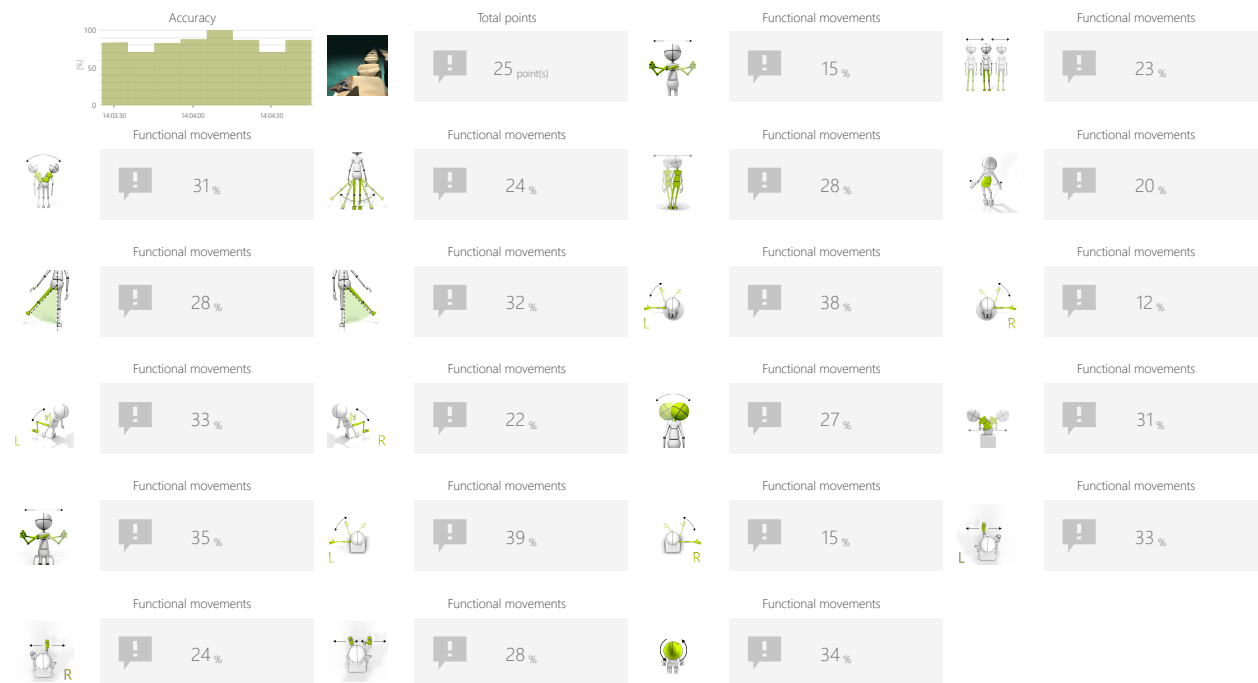 Accuracy
Total points
Functional movements
Functional movements
100
50
0
[%]
14:03:30
14:04:00
14:04:30
25 point(s)
15 %
23 %
Functional movements
Functional movements
Functional movements
Functional movements
31 %
24 %
28 %
20 %
Functional movements
Functional movements
Functional movements
Functional movements
28 %
32 %
L
38 %
R
12 %
Functional movements
Functional movements
Functional movements
Functional movements
L
33 %
R
22 %
27 %
31 %
Functional movements
Functional movements
Functional movements
Functional movements
35 %
L
39 %
R
15 %
L
33 %
Functional movements
Functional movements
Functional movements
R
24 %
28 %
34 %